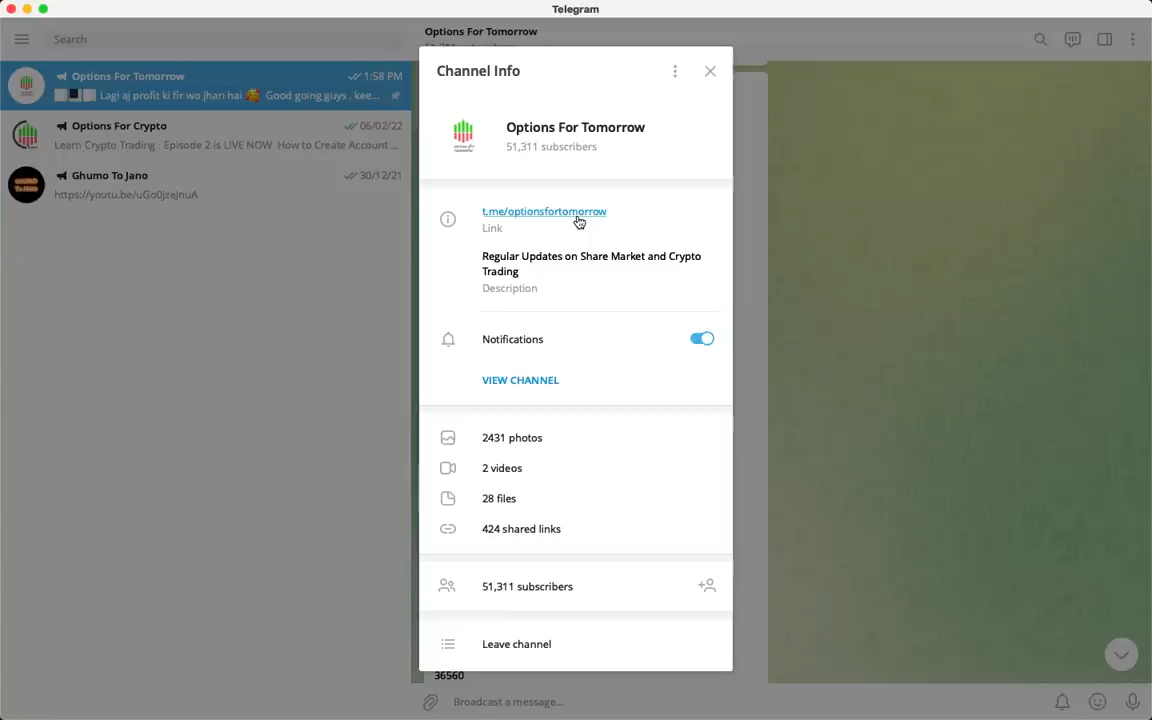 Telegram
Search
Options For Tomorrow
Options For Tomorrow
1:58 PM
Lagi aj profit ki fir wo jhari hai 🥰 Good going guys , kee...
Options For Crypto
06/02/22
Learn Crypto Trading : Episode 2 is LIVE NOW How to Create Account ...
Ghumo To Jano
30/12/21
https://youtu.be/uGo0jzejnuA
Channel Info
Options For Tomorrow
51,311 subscribers
t.me/optionsfortomorrow
Link
Regular Updates on Share Market and Crypto
Trading
Description
Notifications
VIEW CHANNEL
2431 photos
2 videos
28 files
424 shared links
51,311 subscribers
Leave channel
36560
Broadcast a message...